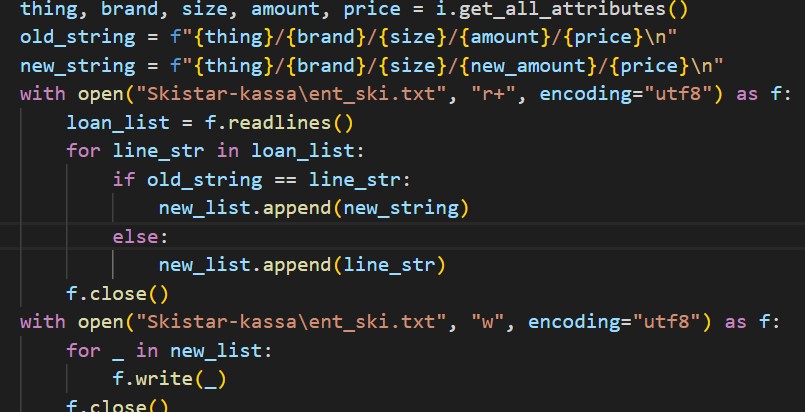 thing, brand, size, amount, price = i.get_all_attributes()
old_string = f"{thing}/{brand}/{size}/{amount}/{price}\n"
new_string = f"{thing}/{brand}/{size}/{new_amount}/{price}\n"
with open("Skistar-kassa\ent_ski.txt", "r+", encoding="utf8") as f:
    loan_list = f.readlines()
    for line_str in loan_list:
        if old_string == line_str:
            new_list.append(new_string)
        else:
            new_list.append(line_str)
    f.close()
with open("Skistar-kassa\ent_ski.txt", "w", encoding="utf8") as f:
    for _ in new_list:
        f.write(_)
    f.close()